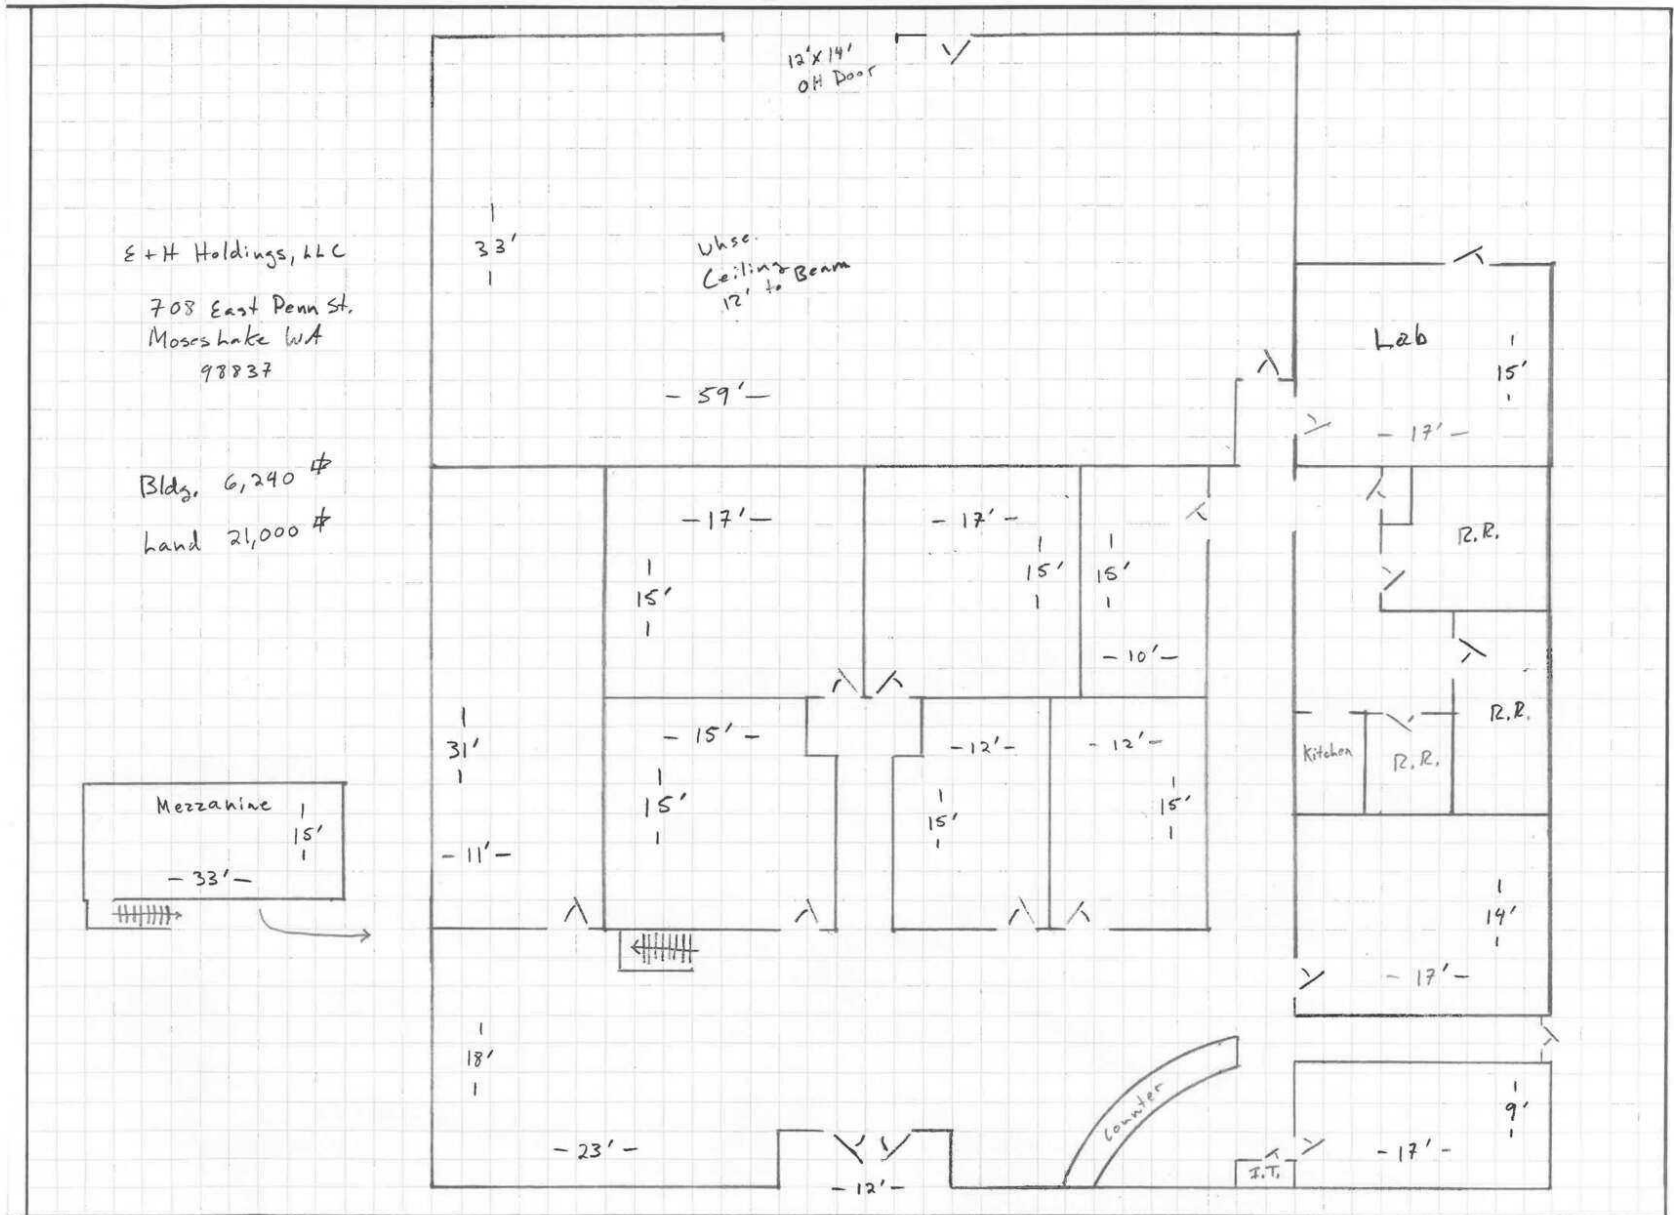 12'x14'
OH Door
E+H Holdings, LLC
708 East Penn St.
Moses Lake WA
98837
33'
Whse.
Ceiling
12' to Beam
59'
Lab
15'
17'
Bldg. 6,240 ⏍
Land 21,000 ⏍
17'
15'
17'
15'
15'
10'
R.R.
31'
11'
15'
15'
12'
15'
12'
15'
Kitchen
R.R.
R.R.
Mezzanine
15'
33'
14'
17'
18'
23'
12'
Counter
I.T.
9'
17'